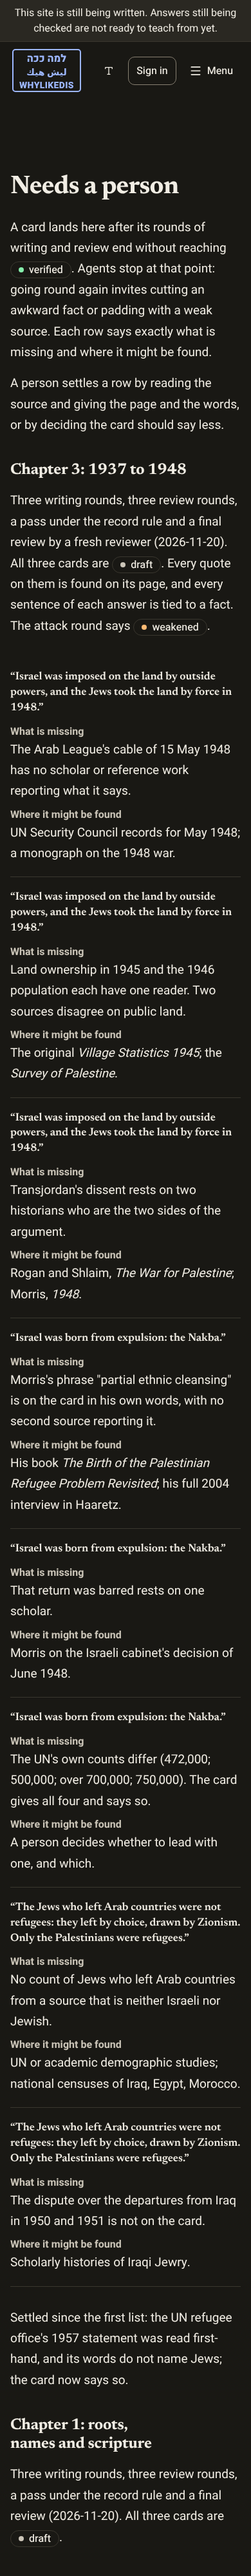 This site is still being written. Answers still being
checked are not ready to teach from yet.
למה ככה
ليش هيك
WHYLIKEDIS
T
Sign in
Menu
Needs a person
A card lands here after its rounds of
writing and review end without reaching
verified. Agents stop at that point:
going round again invites cutting an
awkward fact or padding with a weak
source. Each row says exactly what is
missing and where it might be found.
A person settles a row by reading the
source and giving the page and the words,
or by deciding the card should say less.
Chapter 3: 1937 to 1948
Three writing rounds, three review rounds,
a pass under the record rule and a final
review by a fresh reviewer (2026-11-20).
All three cards are draft. Every quote
on them is found on its page, and every
sentence of each answer is tied to a fact.
The attack round says weakened.
“Israel was imposed on the land by outside
powers, and the Jews took the land by force in
1948.”
What is missing
The Arab League's cable of 15 May 1948
has no scholar or reference work
reporting what it says.
Where it might be found
UN Security Council records for May 1948;
a monograph on the 1948 war.
“Israel was imposed on the land by outside
powers, and the Jews took the land by force in
1948.”
What is missing
Land ownership in 1945 and the 1946
population each have one reader. Two
sources disagree on public land.
Where it might be found
The original Village Statistics 1945; the
Survey of Palestine.
“Israel was imposed on the land by outside
powers, and the Jews took the land by force in
1948.”
What is missing
Transjordan's dissent rests on two
historians who are the two sides of the
argument.
Where it might be found
Rogan and Shlaim, The War for Palestine;
Morris, 1948.
“Israel was born from expulsion: the Nakba.”
What is missing
Morris's phrase "partial ethnic cleansing"
is on the card in his own words, with no
second source reporting it.
Where it might be found
His book The Birth of the Palestinian
Refugee Problem Revisited; his full 2004
interview in Haaretz.
“Israel was born from expulsion: the Nakba.”
What is missing
That return was barred rests on one
scholar.
Where it might be found
Morris on the Israeli cabinet's decision of
June 1948.
“Israel was born from expulsion: the Nakba.”
What is missing
The UN's own counts differ (472,000;
500,000; over 700,000; 750,000). The card
gives all four and says so.
Where it might be found
A person decides whether to lead with
one, and which.
“The Jews who left Arab countries were not
refugees: they left by choice, drawn by Zionism.
Only the Palestinians were refugees.”
What is missing
No count of Jews who left Arab countries
from a source that is neither Israeli nor
Jewish.
Where it might be found
UN or academic demographic studies;
national censuses of Iraq, Egypt, Morocco.
“The Jews who left Arab countries were not
refugees: they left by choice, drawn by Zionism.
Only the Palestinians were refugees.”
What is missing
The dispute over the departures from Iraq
in 1950 and 1951 is not on the card.
Where it might be found
Scholarly histories of Iraqi Jewry.
Settled since the first list: the UN refugee
office's 1957 statement was read first-
hand, and its words do not name Jews;
the card now says so.
Chapter 1: roots,
names and scripture
Three writing rounds, three review rounds,
a pass under the record rule and a final
review (2026-11-20). All three cards are
draft.